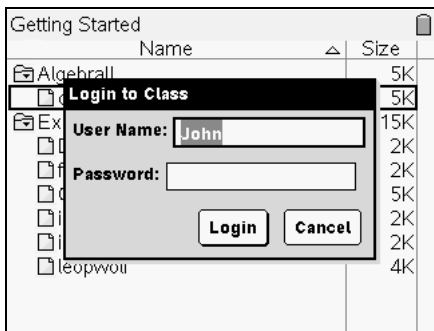 Getting Started
Name Size
AlgebraII 5K
5K
Login to Class
Ex 15K
User Name: John
2K
2K
Password:
5K
2K
Login Cancel
2K
4K